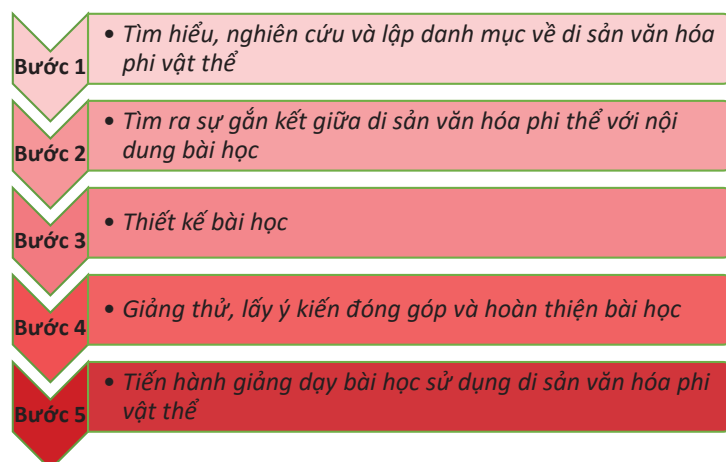 Bước 1
• Tìm hiểu, nghiên cứu và lập danh mục về di sản văn hóa
phi vật thể
Bước 2
• Tìm ra sự gắn kết giữa di sản văn hóa phi thể với nội
dung bài học
Bước 3
• Thiết kế bài học
Bước 4
• Giảng thử, lấy ý kiến đóng góp và hoàn thiện bài học
Bước 5
• Tiến hành giảng dạy bài học sử dụng di sản văn hóa phi
vật thể